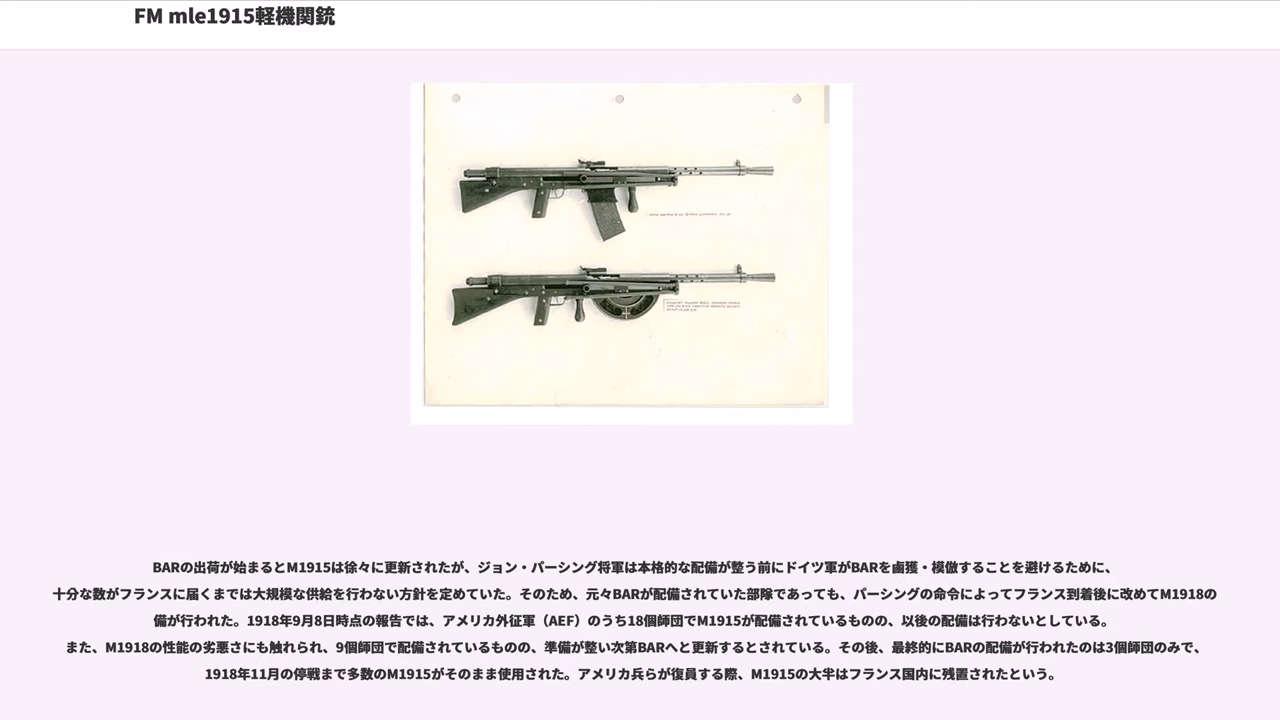 FM mle1915軽機関銃
BARの出荷が始まるとM1915は徐々に更新されたが、ジョン・パーシング将軍は本格的な配備が整う前にドイツ軍がBARを鹵獲・模倣することを避けるために、
十分な数がフランスに届くまでは大規模な供給を行わない方針を定めていた。そのため、元々BARが配備されていた部隊であっても、パーシングの命令によってフランス到着後に改めてM1918の
備が行われた。1918年9月8日時点の報告では、アメリカ外征軍（AEF）のうち18個師団でM1915が配備されているものの、以後の配備は行わないとしている。
また、M1918の性能の劣悪さにも触れられ、9個師団で配備されているものの、準備が整い次第BARへと更新するとされている。その後、最終的にBARの配備が行われたのは3個師団のみで、
1918年11月の停戦まで多数のM1915がそのまま使用された。アメリカ兵らが復員する際、M1915の大半はフランス国内に残置されたという。